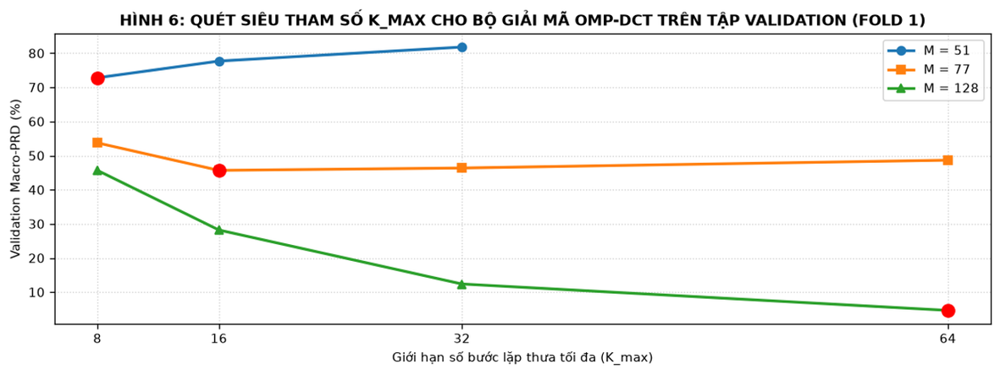 HÌNH 6: QUÉT SIÊU THAM SỐ K_MAX CHO BỘ GIẢI MÃ OMP-DCT TRÊN TẬP VALIDATION (FOLD 1)
M = 51
M = 77
M = 128
Validation Macro-PRD (%)
80
70
60
50
40
30
20
10
8 16 32 64
Giới hạn số bước lặp thưa tối đa (K_max)